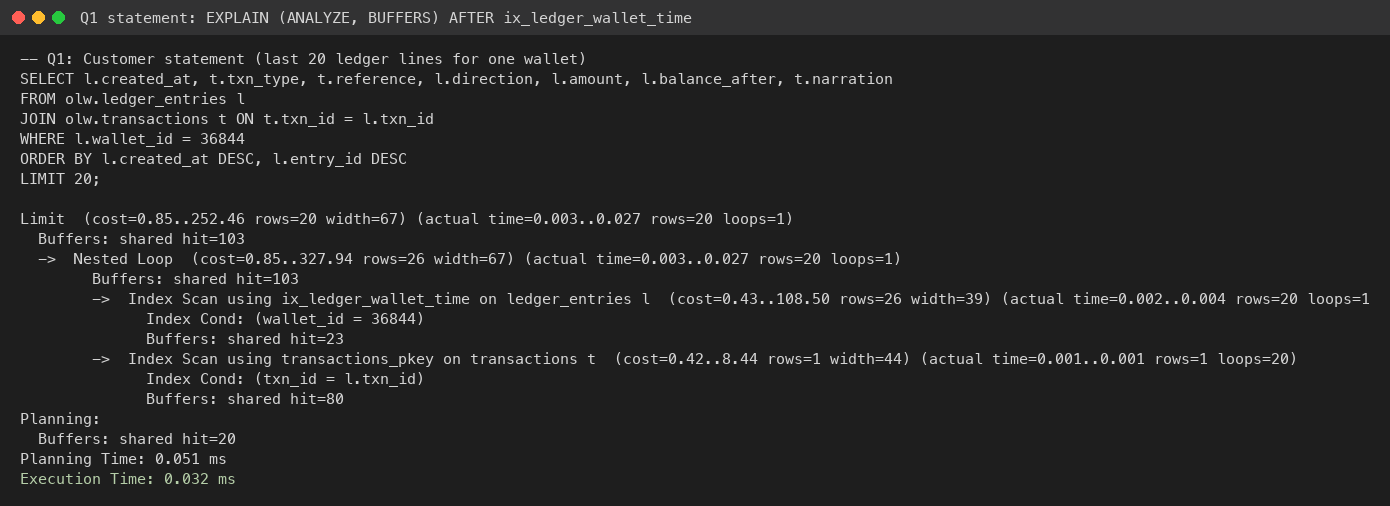 Q1 statement: EXPLAIN (ANALYZE, BUFFERS) AFTER ix_ledger_wallet_time
-- Q1: Customer statement (last 20 ledger lines for one wallet)
SELECT l.created_at, t.txn_type, t.reference, l.direction, l.amount, l.balance_after, t.narration
FROM olw.ledger_entries l
JOIN olw.transactions t ON t.txn_id = l.txn_id
WHERE l.wallet_id = 36844
ORDER BY l.created_at DESC, l.entry_id DESC
LIMIT 20;
Limit  (cost=0.85..252.46 rows=20 width=67) (actual time=0.003..0.027 rows=20 loops=1)
  Buffers: shared hit=103
  ->  Nested Loop  (cost=0.85..327.94 rows=26 width=67) (actual time=0.003..0.027 rows=20 loops=1)
        Buffers: shared hit=103
        ->  Index Scan using ix_ledger_wallet_time on ledger_entries l  (cost=0.43..108.50 rows=26 width=39) (actual time=0.002..0.004 rows=20 loops=1
              Index Cond: (wallet_id = 36844)
              Buffers: shared hit=23
        ->  Index Scan using transactions_pkey on transactions t  (cost=0.42..8.44 rows=1 width=44) (actual time=0.001..0.001 rows=1 loops=20)
              Index Cond: (txn_id = l.txn_id)
              Buffers: shared hit=80
Planning:
  Buffers: shared hit=20
Planning Time: 0.051 ms
Execution Time: 0.032 ms